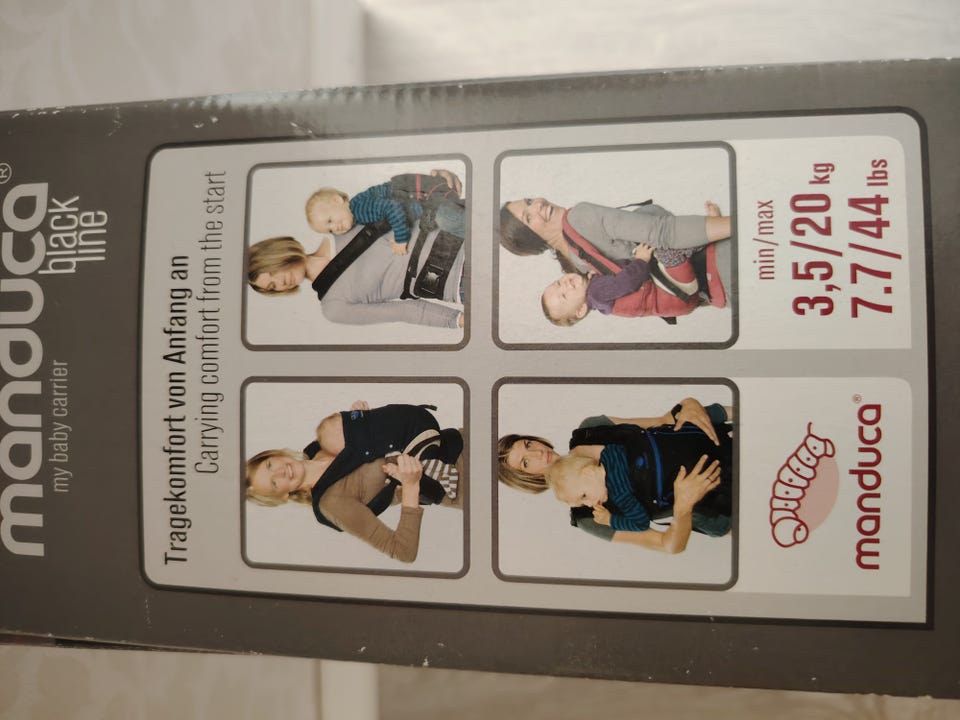 manduca®
black
line
my baby carrier
Tragekomfort von Anfang an
Carrying comfort from the start
min/max
3,5/20 kg
7.7/44 lbs
manduca®